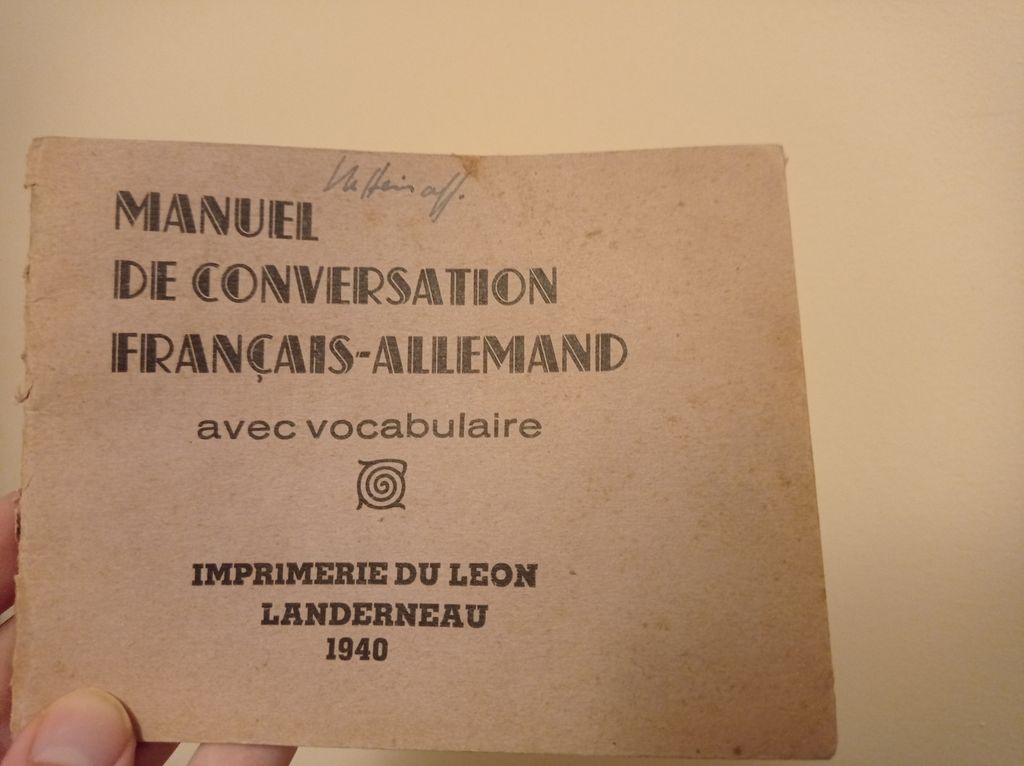 MANUEL
DE CONVERSATION
FRANÇAIS-ALLEMAND
avec vocabulaire
IMPRIMERIE DU LEON
LANDERNEAU
1940